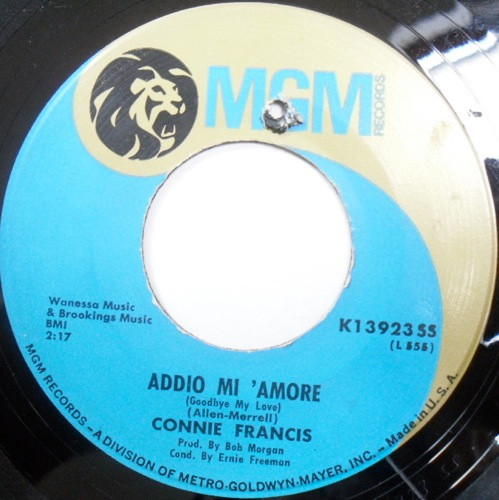 MGM
RECORDS
Wanessa Music
& Brookings Music
BMI
2:17
K13923SS
(L 555)
ADDIO MI 'AMORE
(Goodbye My Love)
(Allen-Merrell)
CONNIE FRANCIS
Prod. By Bob Morgan
Cond. By Ernie Freeman
MGM RECORDS – A DIVISION OF METRO-GOLDWYN-MAYER, INC. – Made in U. S. A.